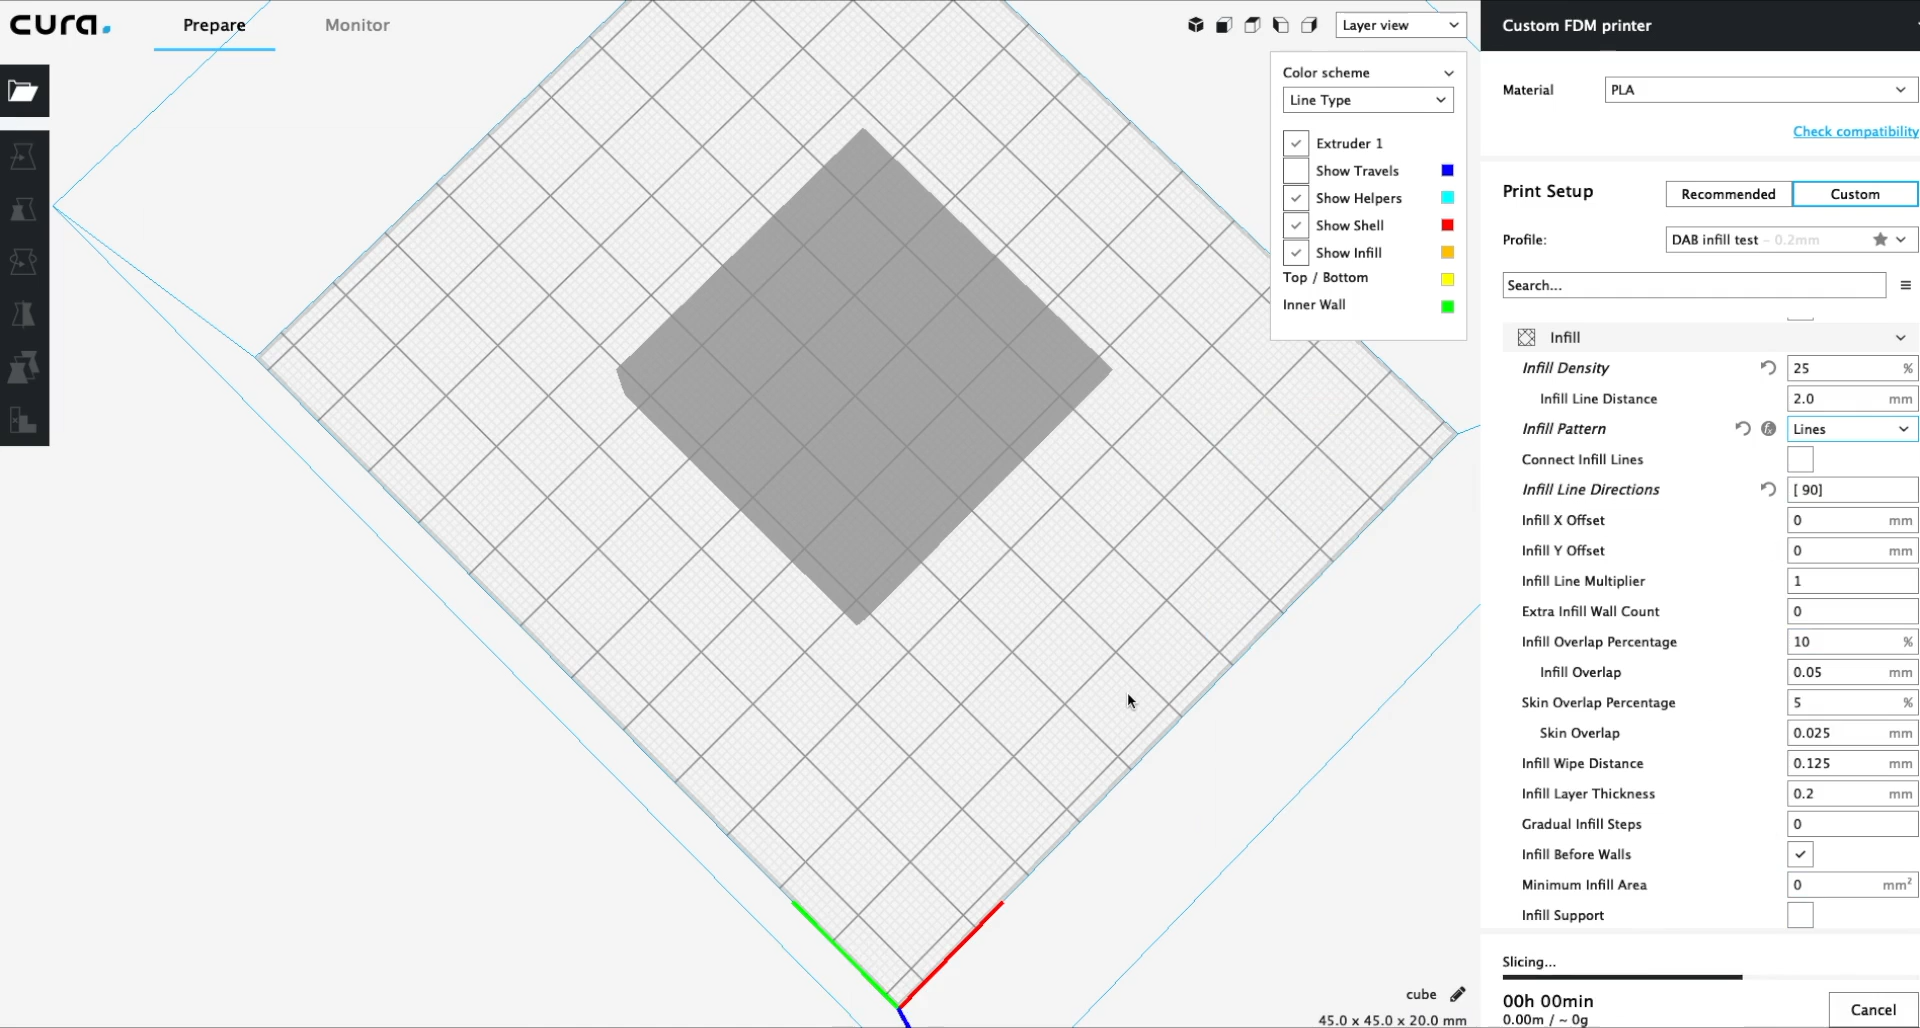 cura.
Prepare
Monitor
Layer view
Color scheme
Line Type
Extruder 1
Show Travels
Show Helpers
Show Shell
Show Infill
Top / Bottom
Inner Wall
Custom FDM printer
Material
PLA
Check compatibility
Print Setup
Recommended
Custom
Profile:
DAB infill test - 0.2mm
Search...
Infill
Infill Density 25 %
Infill Line Distance 2.0 mm
Infill Pattern Lines
Connect Infill Lines
Infill Line Directions [ 90]
Infill X Offset 0 mm
Infill Y Offset 0 mm
Infill Line Multiplier 1
Extra Infill Wall Count 0
Infill Overlap Percentage 10 %
Infill Overlap 0.05 mm
Skin Overlap Percentage 5 %
Skin Overlap 0.025 mm
Infill Wipe Distance 0.125 mm
Infill Layer Thickness 0.2 mm
Gradual Infill Steps 0
Infill Before Walls
Minimum Infill Area 0 mm²
Infill Support
Slicing...
00h 00min
0.00m / ~ 0g
Cancel
cube
45.0 x 45.0 x 20.0 mm